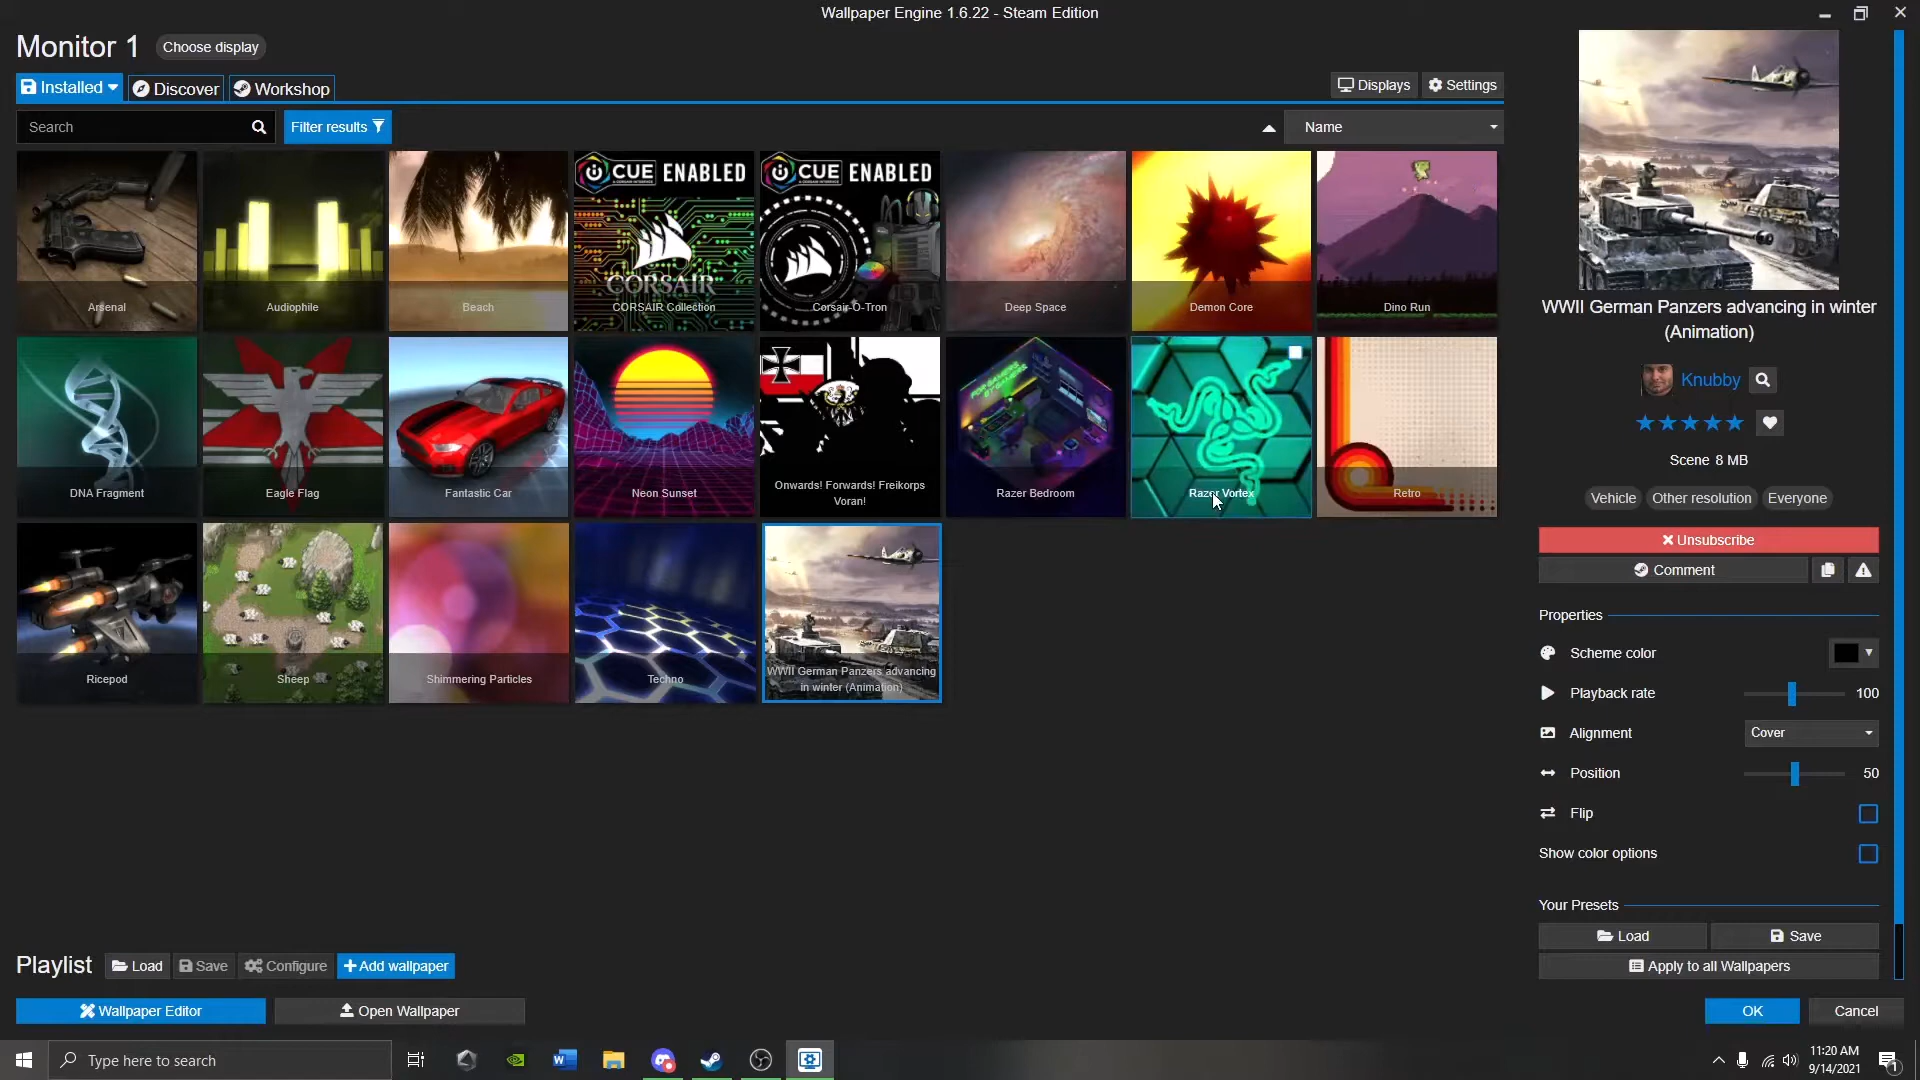 Wallpaper Engine 1.6.22 - Steam Edition
Monitor 1 Choose display
Installed Discover Workshop
Displays Settings
Search Filter results Name
CUE ENABLED
CORSAIR
CUE ENABLED
Arsenal Audiophile Beach CORSAIR Collection Corsair-O-Tron Deep Space Demon Core Dino Run
FOR GAMERS
BY GAMERS
DNA Fragment Eagle Flag Fantastic Car Neon Sunset Onwards! Forwards! Freikorps
Voran! Razer Bedroom Razer Vortex Retro
Ricepod Sheep Shimmering Particles Techno WWII German Panzers advancing
in winter (Animation)
WWII German Panzers advancing in winter
(Animation)
Knubby
Scene 8 MB
Vehicle Other resolution Everyone
Unsubscribe
Comment
Properties
Scheme color
Playback rate 100
Alignment Cover
Position 50
Flip
Show color options
Your Presets
Load Save
Apply to all Wallpapers
OK Cancel
Playlist Load Save Configure Add wallpaper
Wallpaper Editor Open Wallpaper
Type here to search
11:20 AM
9/14/2021
1